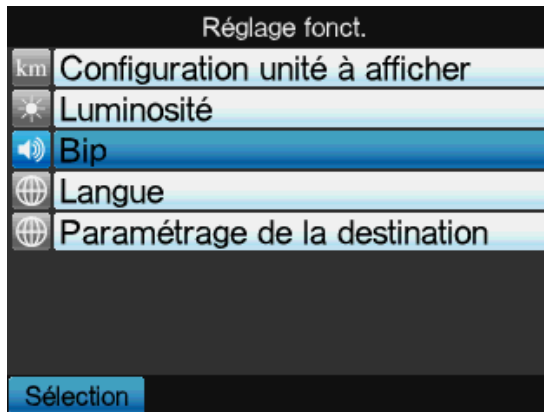 Réglage fonct.
km Configuration unité à afficher
Luminosité
Bip
Langue
Paramétrage de la destination
Sélection